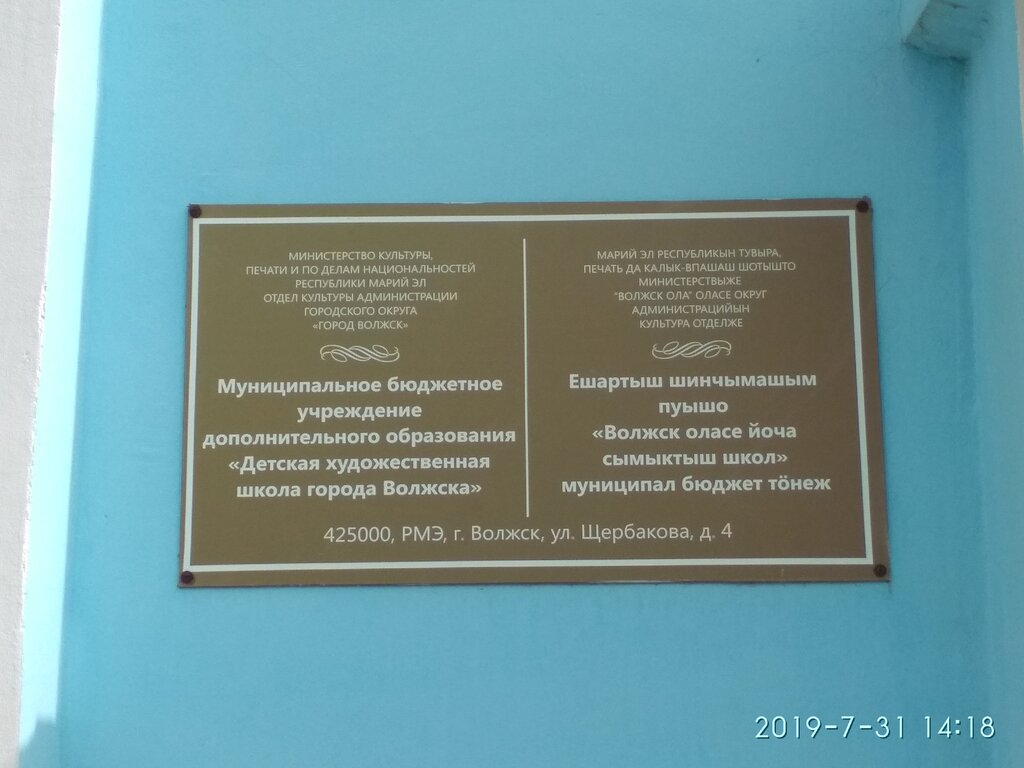 МИНИСТЕРСТВО КУЛЬТУРЫ,
ПЕЧАТИ И ПО ДЕЛАМ НАЦИОНАЛЬНОСТЕЙ
РЕСПУБЛИКИ МАРИЙ ЭЛ
ОТДЕЛ КУЛЬТУРЫ АДМИНИСТРАЦИИ
ГОРОДСКОГО ОКРУГА
«ГОРОД ВОЛЖСК»
Муниципальное бюджетное
учреждение
дополнительного образования
«Детская художественная
школа города Волжска»
МАРИЙ ЭЛ РЕСПУБЛИКЫН ТУВЫРА,
ПЕЧАТЬ ДА КАЛЫК-ВПАШАШ ШОТЫШТО
МИНИСТЕРСТВЫЖЕ
"ВОЛЖСК ОЛА" ОЛАСЕ ОКРУГ
АДМИНИСТРАЦИЙЫН
КУЛЬТУРА ОТДЕЛЖЕ
Ешартыш шинчымашым
пуышо
«Волжск оласе йоча
сымыктыш школ»
муниципал бюджет тӧнеж
425000, РМЭ, г. Волжск, ул. Щербакова, д. 4
2019-7-31 14:18